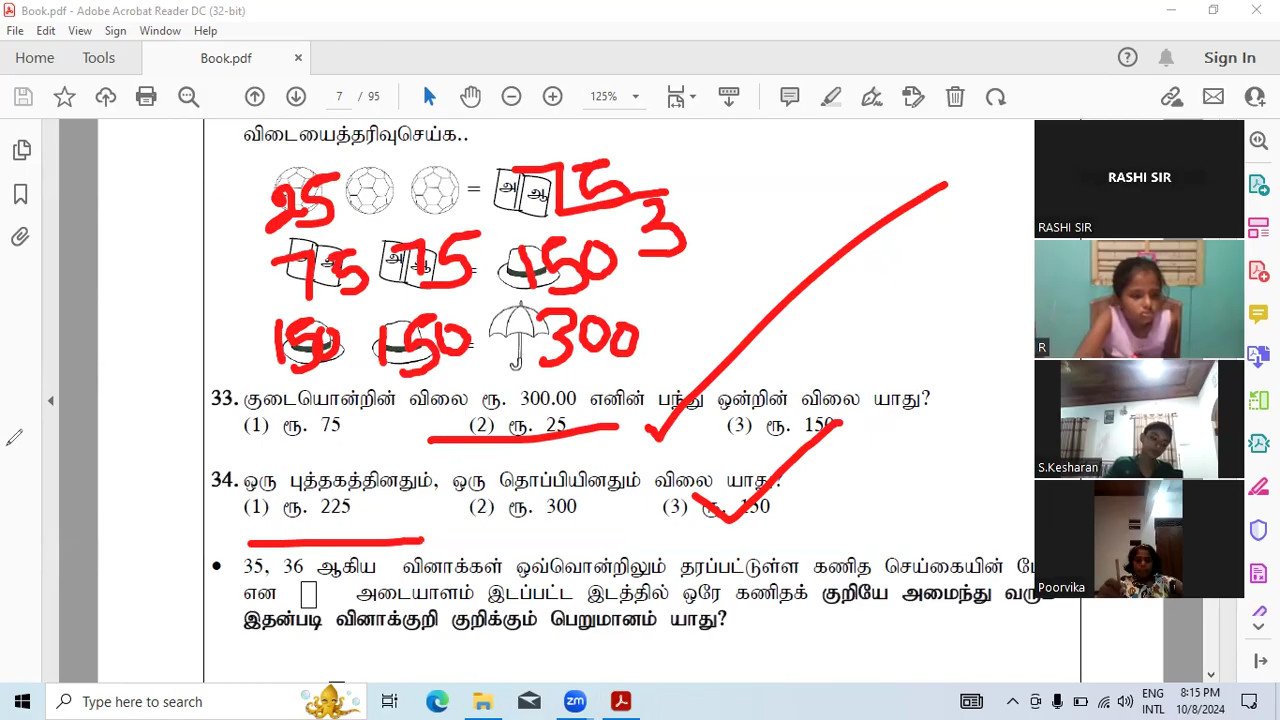 Book.pdf - Adobe Acrobat Reader DC (32-bit)
File Edit View Sign Window Help
Home Tools Book.pdf × Sign In
7 / 95 125%
விடையைத்தரிவுசெய்க..
25 = அ ஆ 75
3
75 75 = 150
150 150 = 300
33. குடையொன்றின் விலை ரூ. 300.00 எனின் பந்து ஒன்றின் விலை யாது?
(1) ரூ. 75 (2) ரூ. 25 (3) ரூ. 150
34. ஒரு புத்தகத்தினதும், ஒரு தொப்பியினதும் விலை யாது?
(1) ரூ. 225 (2) ரூ. 300 (3) ரூ. 150
• 35, 36 ஆகிய வினாக்கள் ஒவ்வொன்றிலும் தரப்பட்டுள்ள கணித செய்கையின்
என அடையாளம் இடப்பட்ட இடத்தில் ஒரே கணிதக் குறியே அமைந்து
இதன்படி வினாக்குறி குறிக்கும் பெறுமானம் யாது?
RASHI SIR
RASHI SIR
R
S.Kesharan
Poorvika
Type here to search
ENG
INTL
8:15 PM
10/8/2024